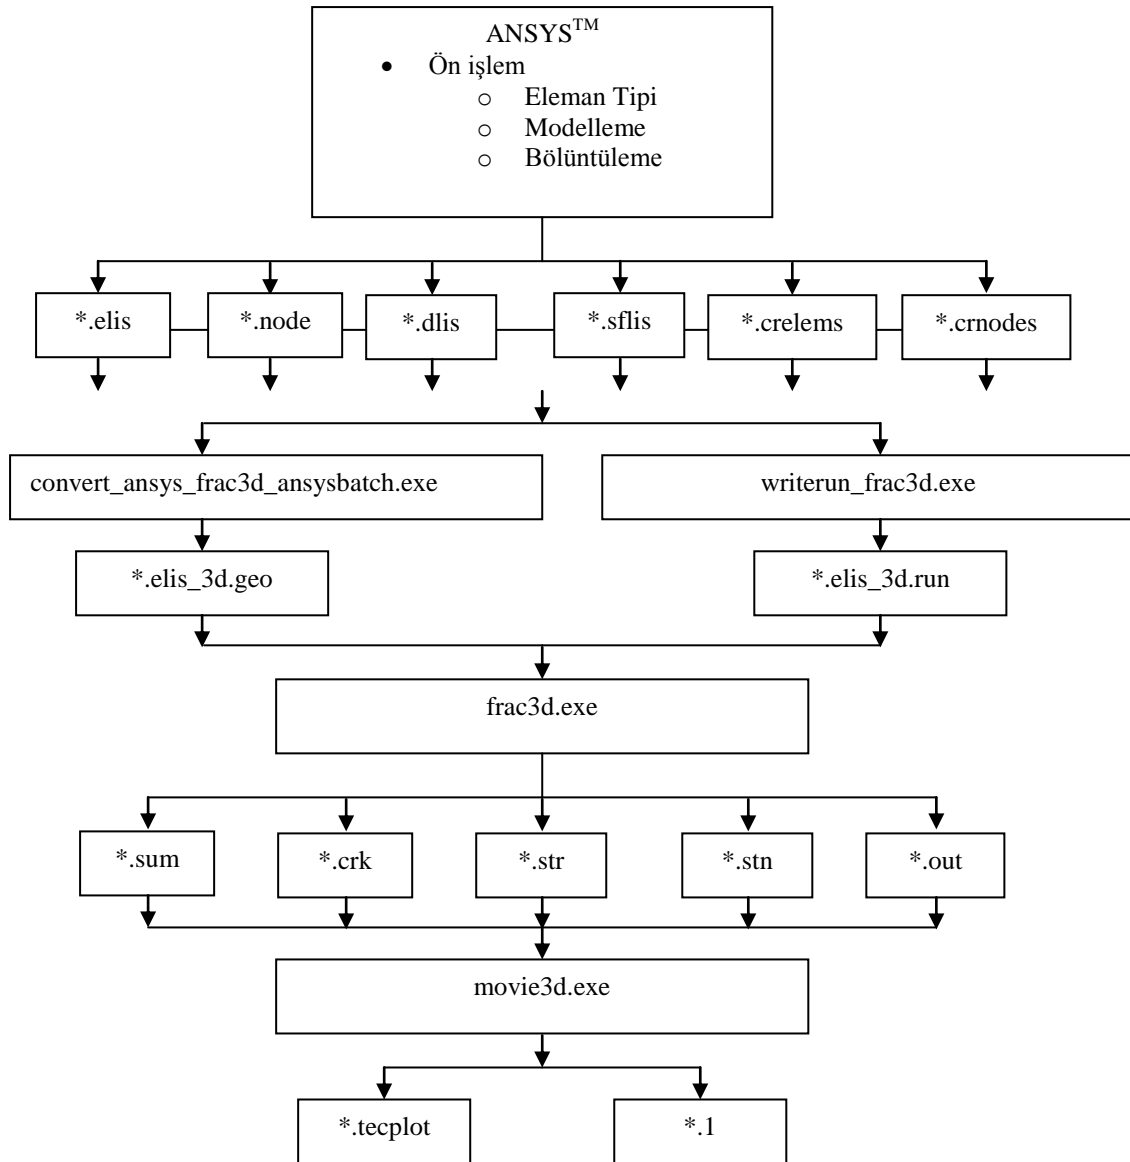 ANSYS™
• Ön işlem
o Eleman Tipi
o Modelleme
o Bölüntüleme
*.elis
*.node
*.dlis
*.sflis
*.crelems
*.crnodes
convert_ansys_frac3d_ansysbatch.exe
writerun_frac3d.exe
*.elis_3d.geo
*.elis_3d.run
frac3d.exe
*.sum
*.crk
*.str
*.stn
*.out
movie3d.exe
*.tecplot
*.1